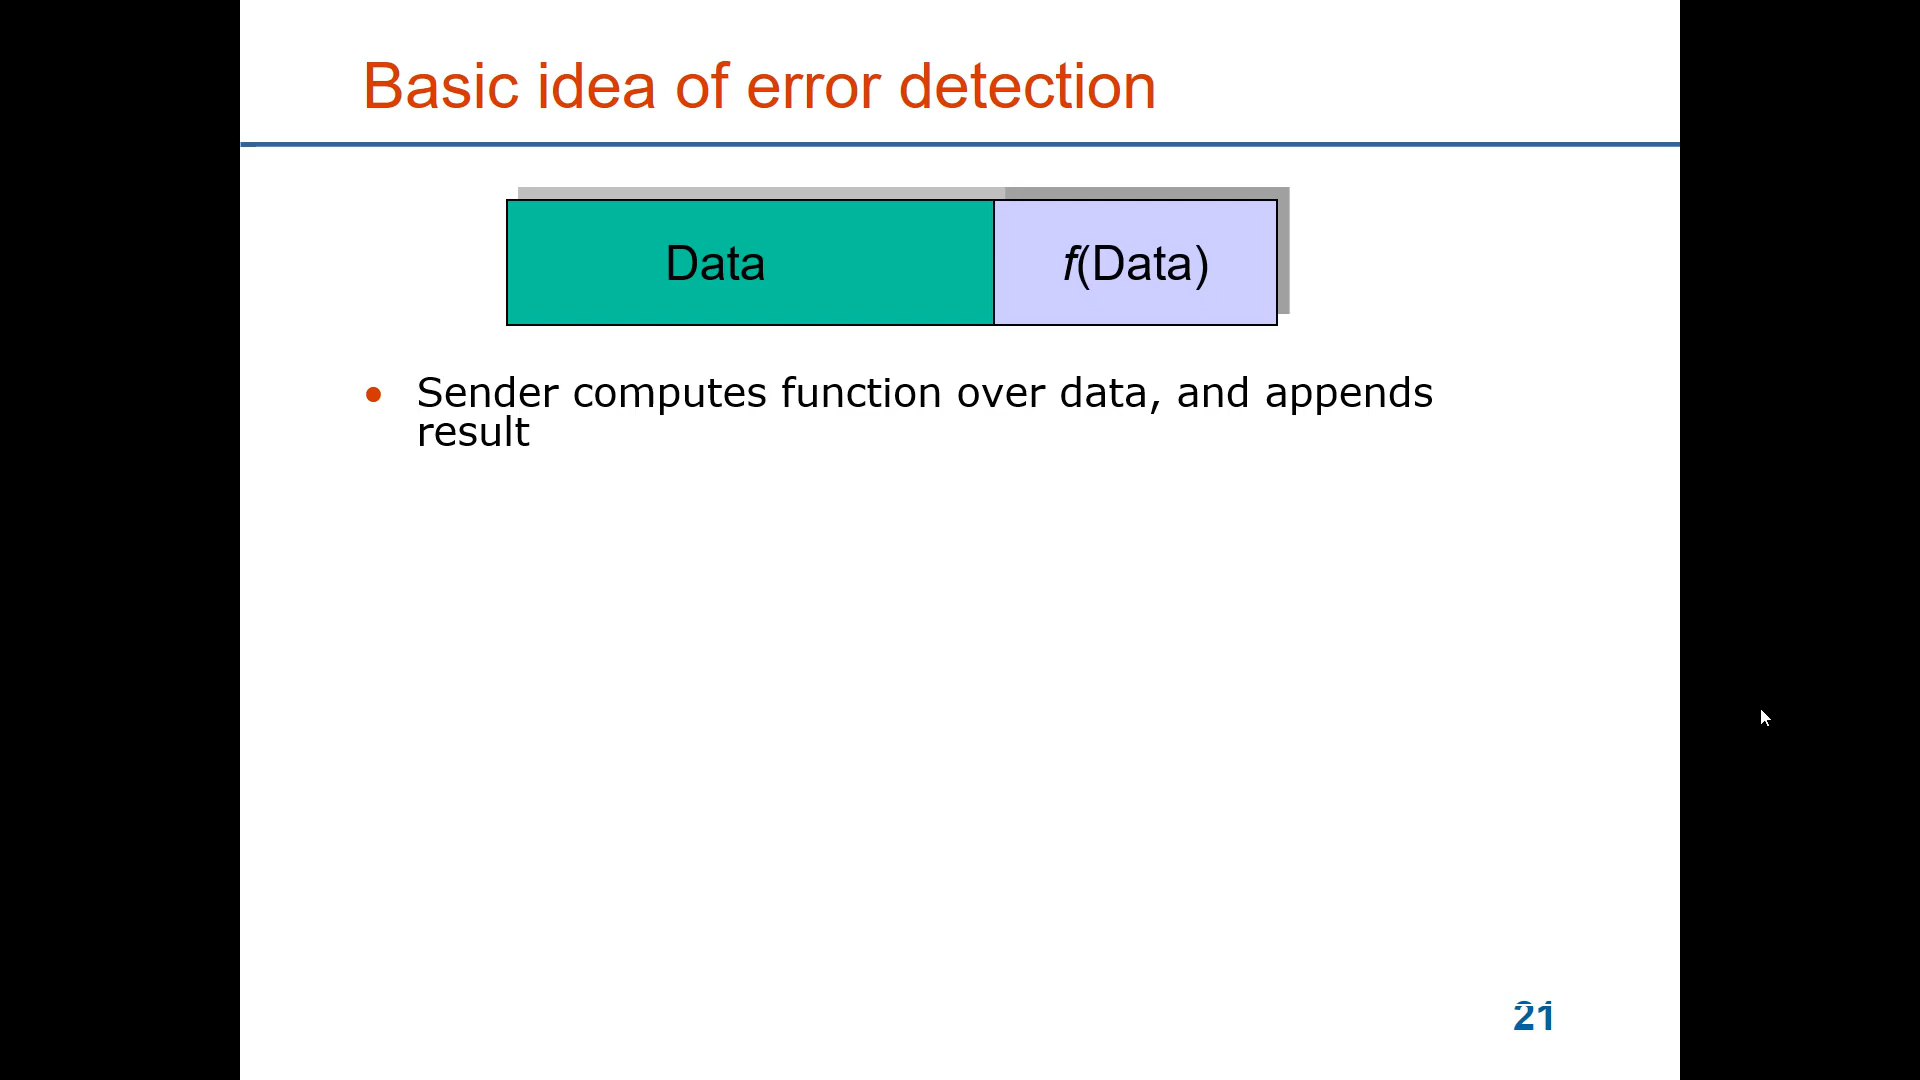 Basic idea of error detection
Data
f(Data)
• Sender computes function over data, and appends
result
21